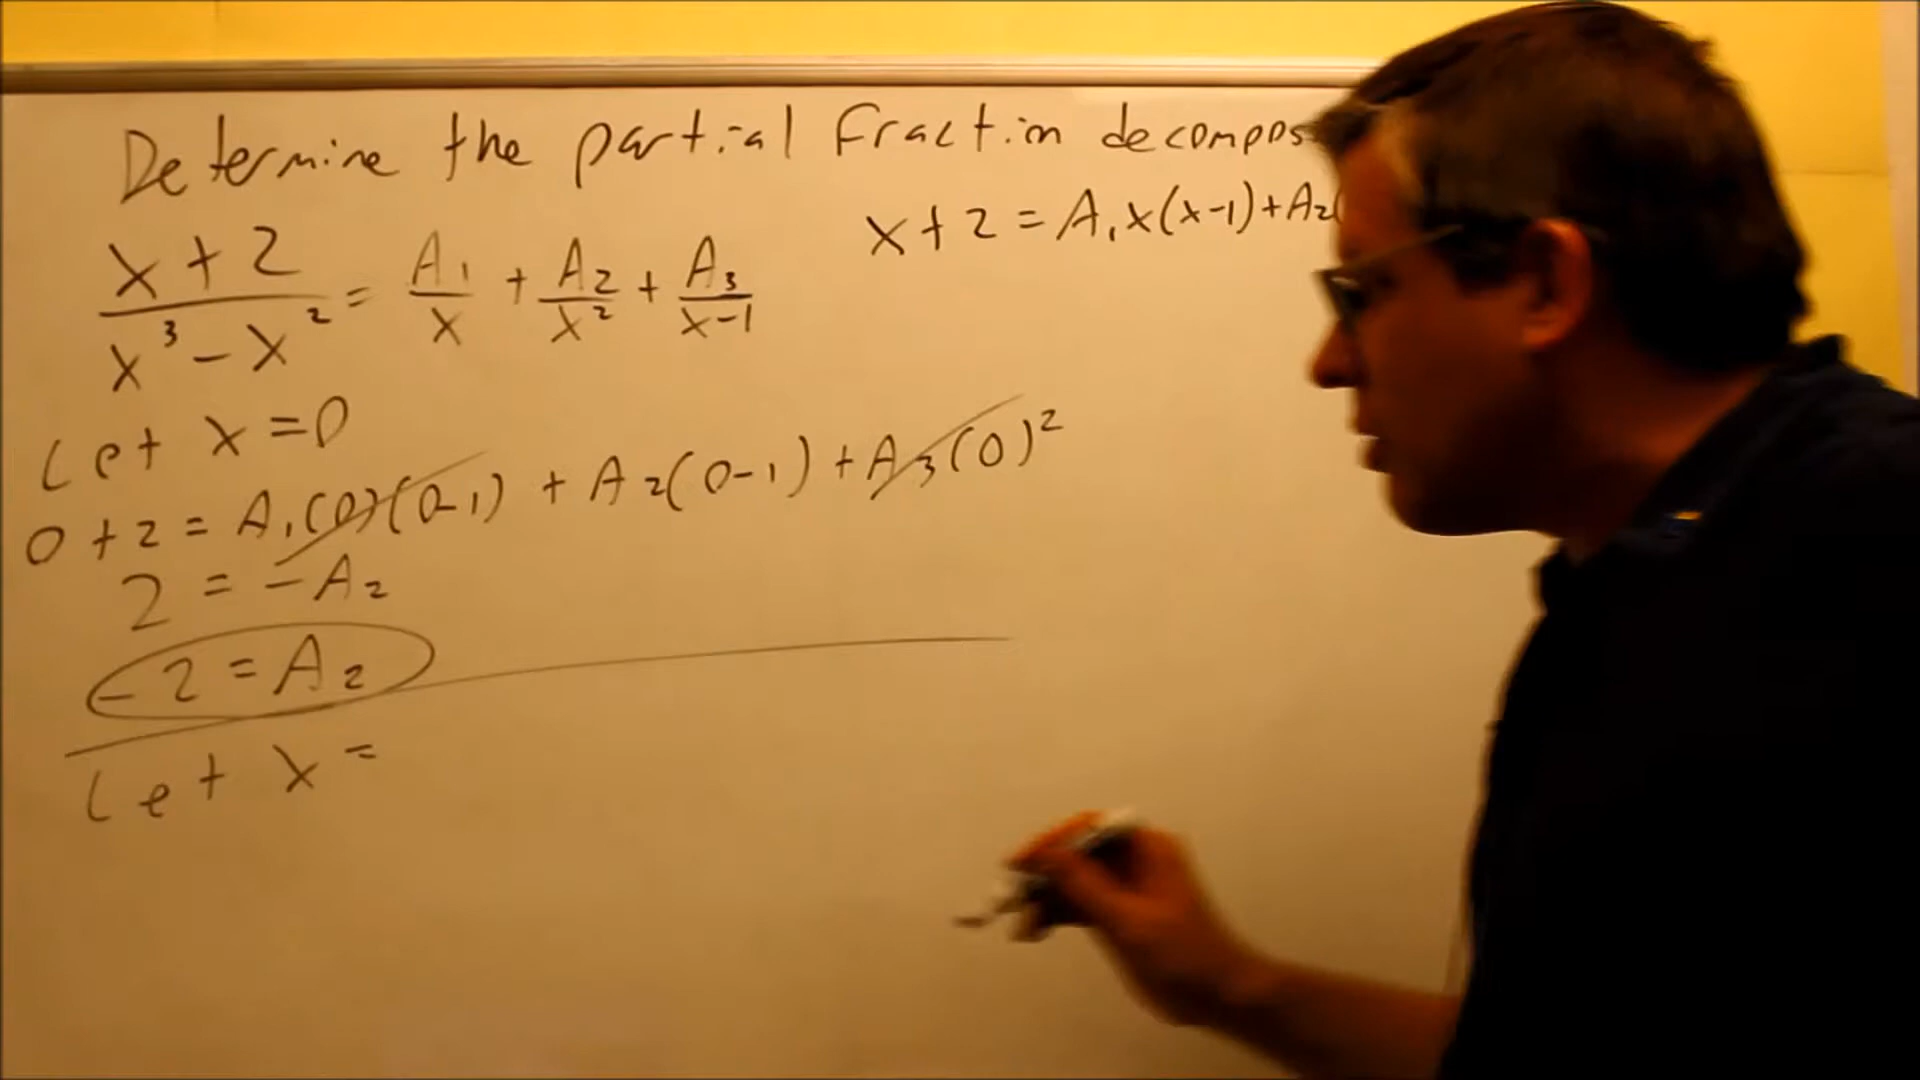 Determine the partial fraction decompos
x + 2 = A₁x(x-1)+A₂(
x + 2 / x³ - x² = A₁/x + A₂/x² + A₃/x-1
Let x=0
0 + 2 = A₁(0)(0-1) + A₂(0-1) + A₃(0)²
2 = -A₂
-2 = A₂
Let x =